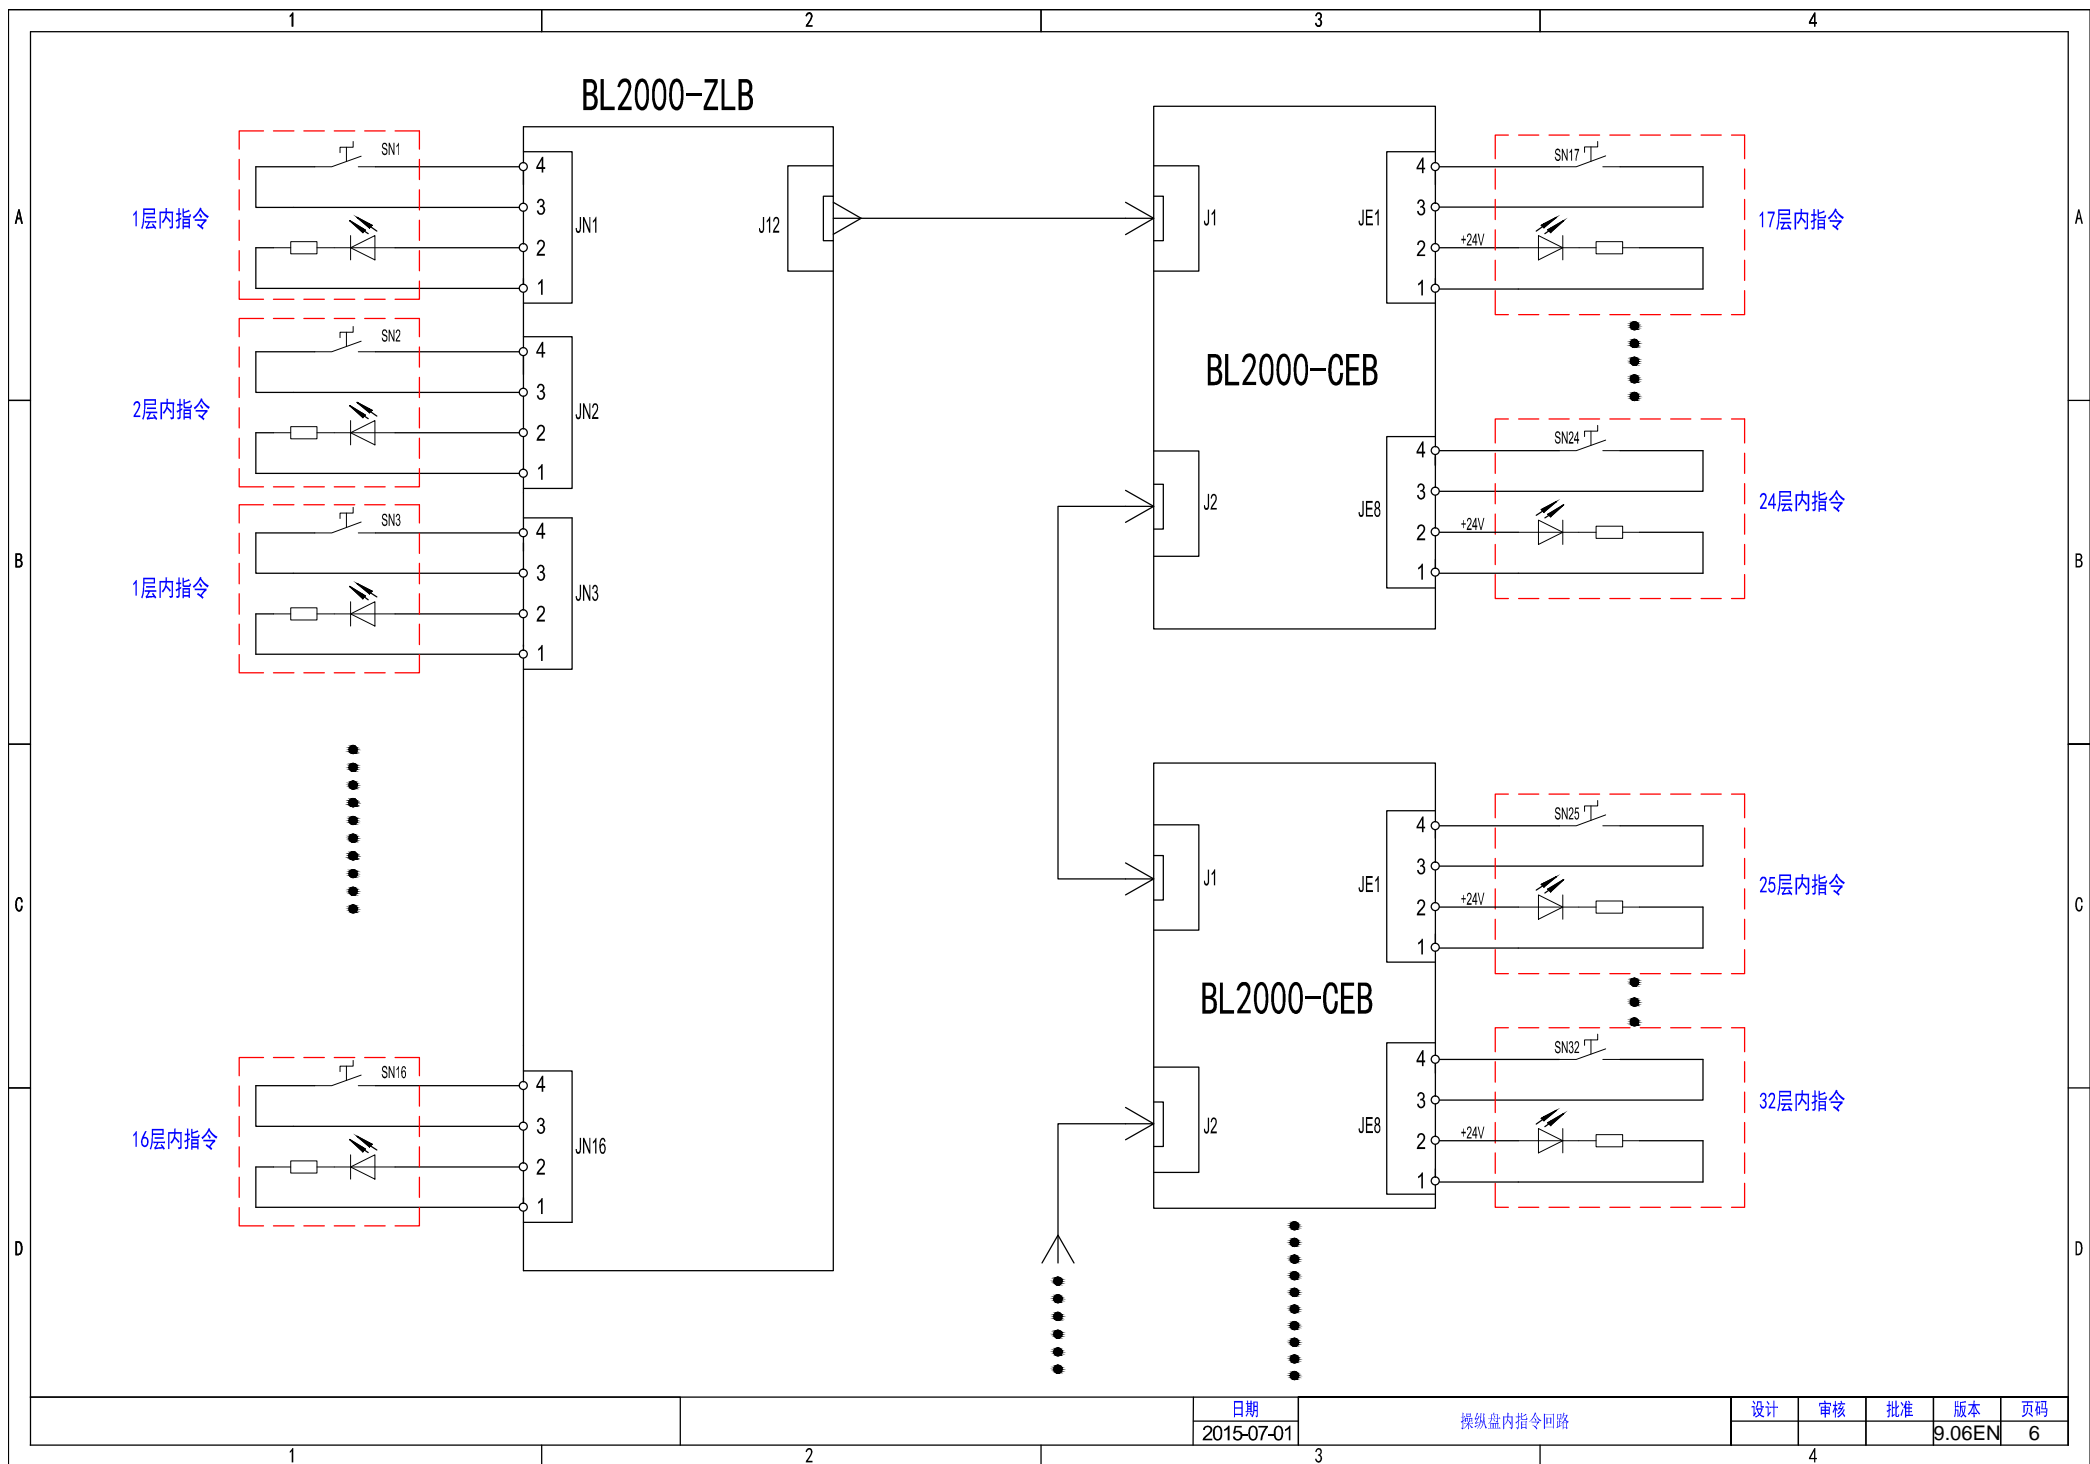 1 2 3 4
BL2000-ZLB
A
1层内指令
SN1
4
3
2
1
JN1
J12
J1
JE1
4
3
2
1
+24V
SN17
17层内指令
A
BL2000-CEB
2层内指令
SN2
4
3
2
1
JN2
J2
JE8
4
3
2
1
+24V
SN24
24层内指令
B
1层内指令
SN3
4
3
2
1
JN3
B
C
J1
JE1
4
3
2
1
+24V
SN25
25层内指令
C
BL2000-CEB
16层内指令
SN16
4
3
2
1
JN16
J2
JE8
4
3
2
1
+24V
SN32
32层内指令
D
D
日期
2015-07-01
操纵盘内指令回路
设计 审核 批准 版本 页码
9.06EN 6
1 2 3 4